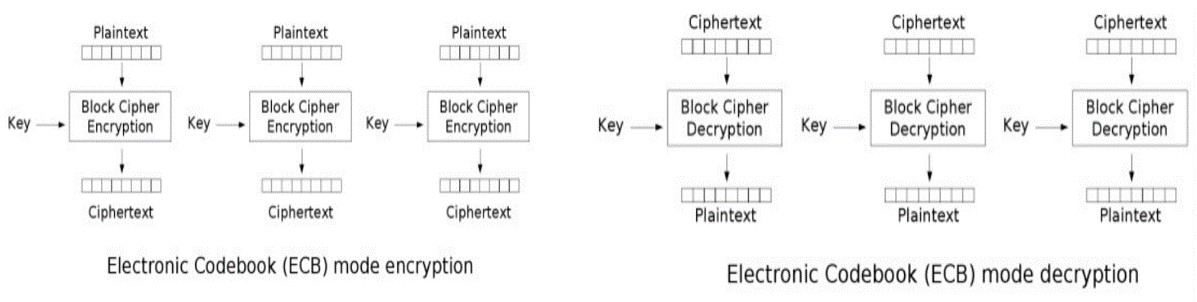 Plaintext
Plaintext
Plaintext
Key
Block Cipher
Encryption
Key
Block Cipher
Encryption
Key
Block Cipher
Encryption
Ciphertext
Ciphertext
Ciphertext
Electronic Codebook (ECB) mode encryption
Ciphertext
Ciphertext
Ciphertext
Key
Block Cipher
Decryption
Key
Block Cipher
Decryption
Key
Block Cipher
Decryption
Plaintext
Plaintext
Plaintext
Electronic Codebook (ECB) mode decryption